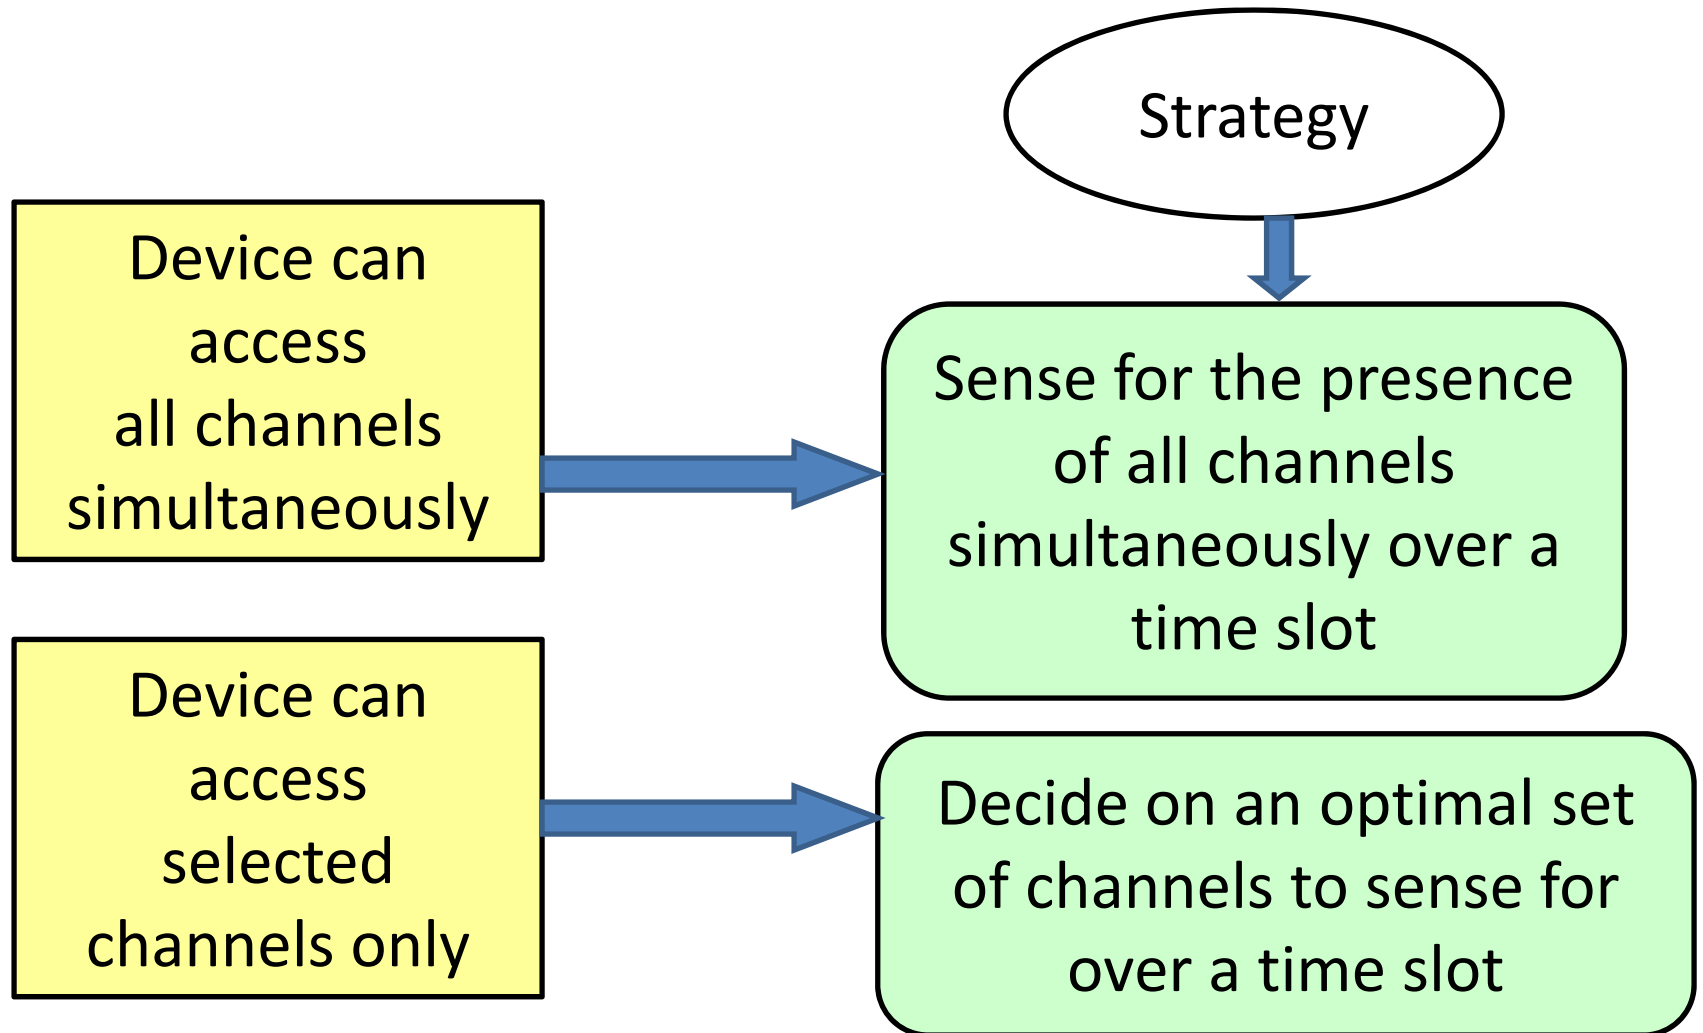 Strategy
Device can
access
all channels
simultaneously
Sense for the presence
of all channels
simultaneously over a
time slot
Device can
access
selected
channels only
Decide on an optimal set
of channels to sense for
over a time slot